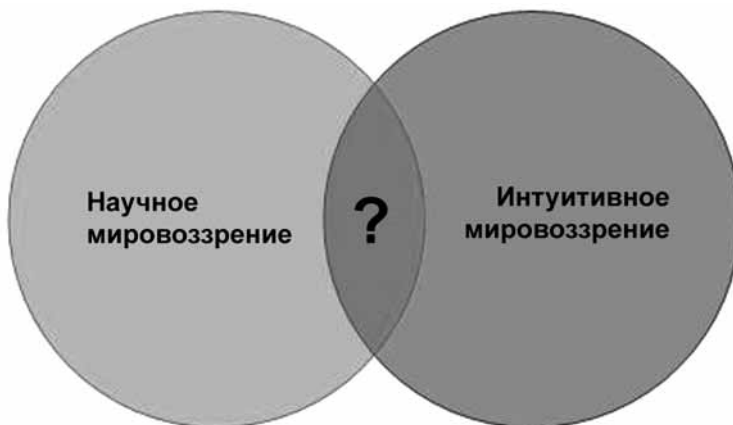 Научное
мировоззрение
?
Интуитивное
мировоззрение